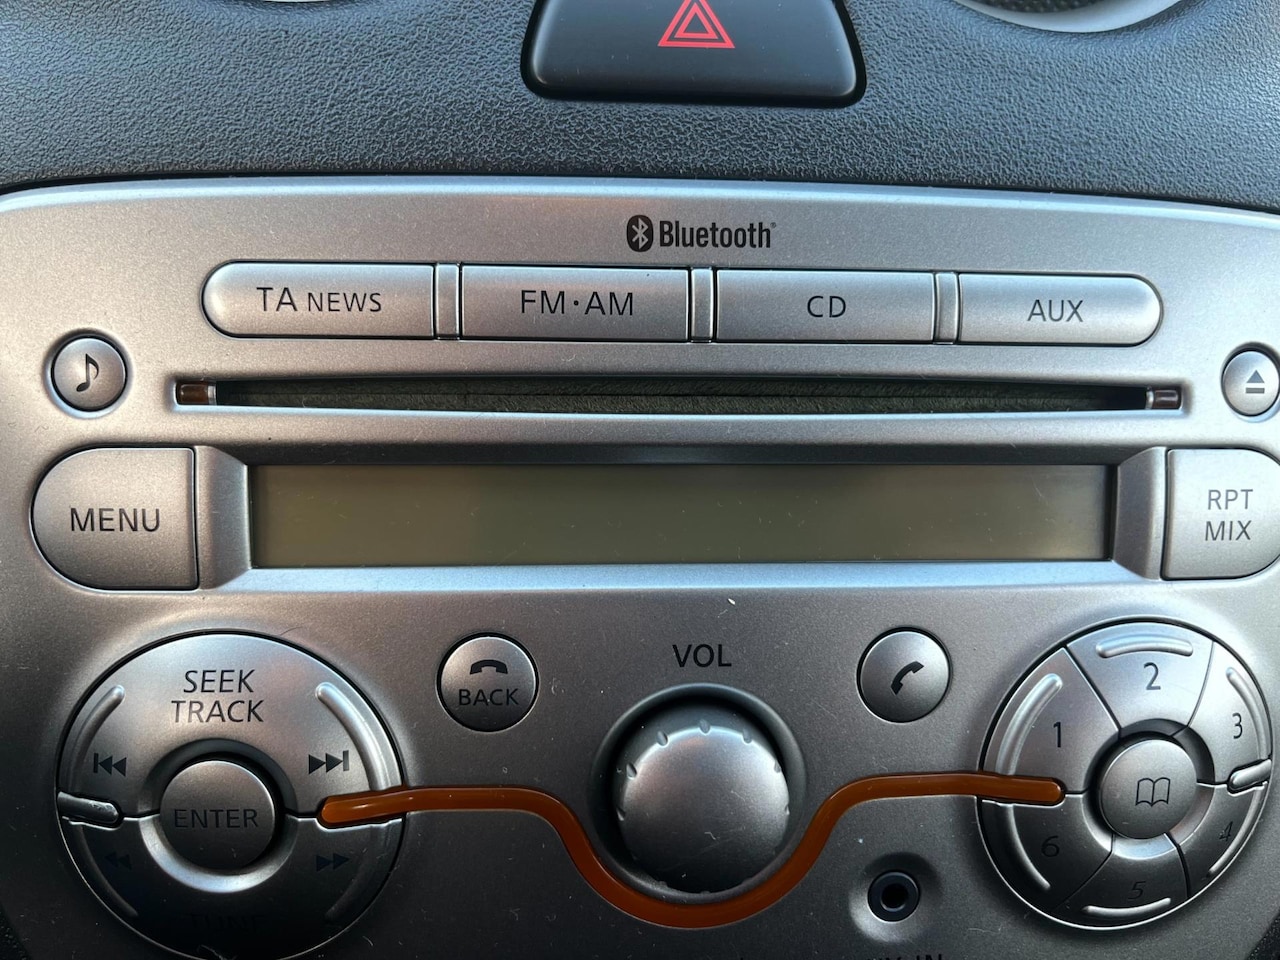 Bluetooth
TA NEWS
FM·AM
CD
AUX
MENU
RPT
MIX
SEEK
TRACK
BACK
VOL
ENTER
TUNE
1
2
3
4
5
6